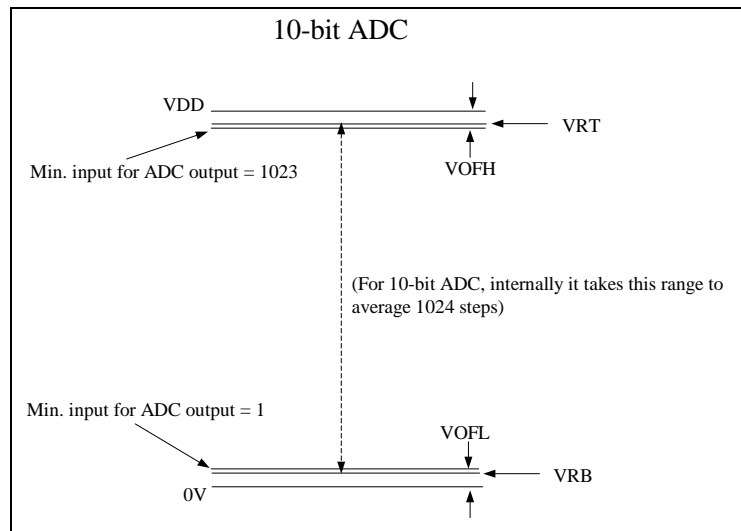 10-bit ADC
VDD
VRT
Min. input for ADC output = 1023
VOFH
(For 10-bit ADC, internally it takes this range to
average 1024 steps)
Min. input for ADC output = 1
VOFL
VRB
0V